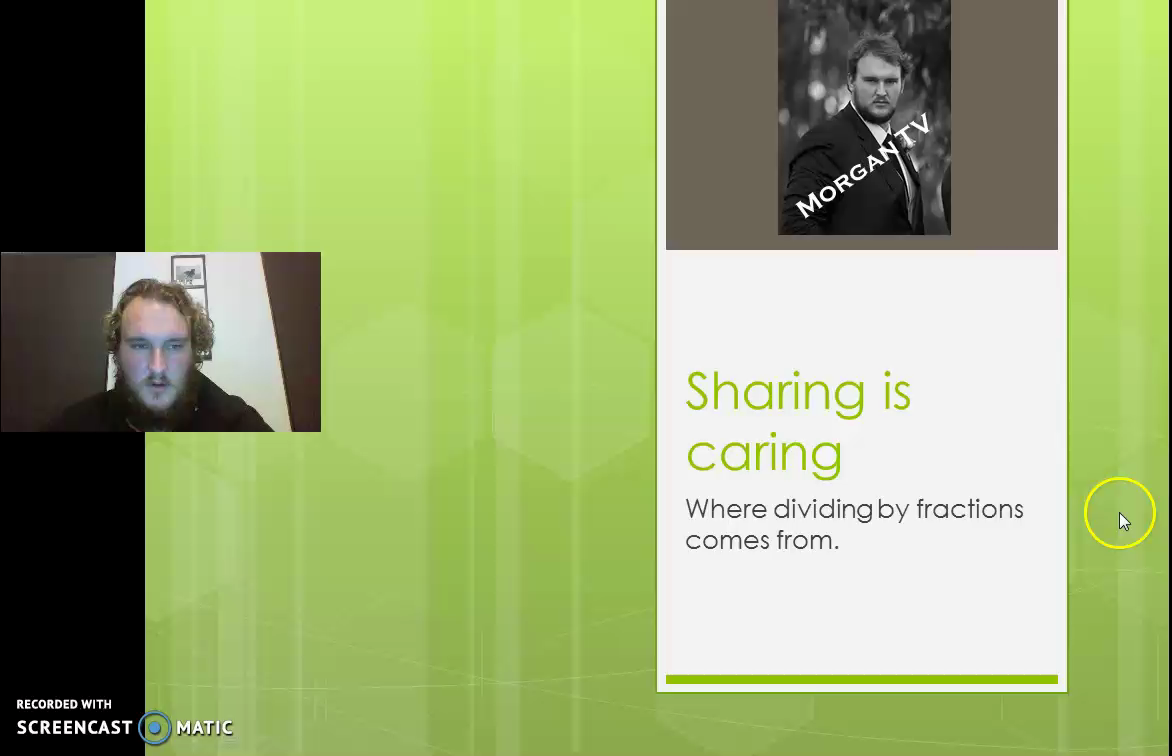 MORGAN TV
Sharing is
caring
Where dividing by fractions
comes from.
RECORDED WITH
SCREENCAST MATIC